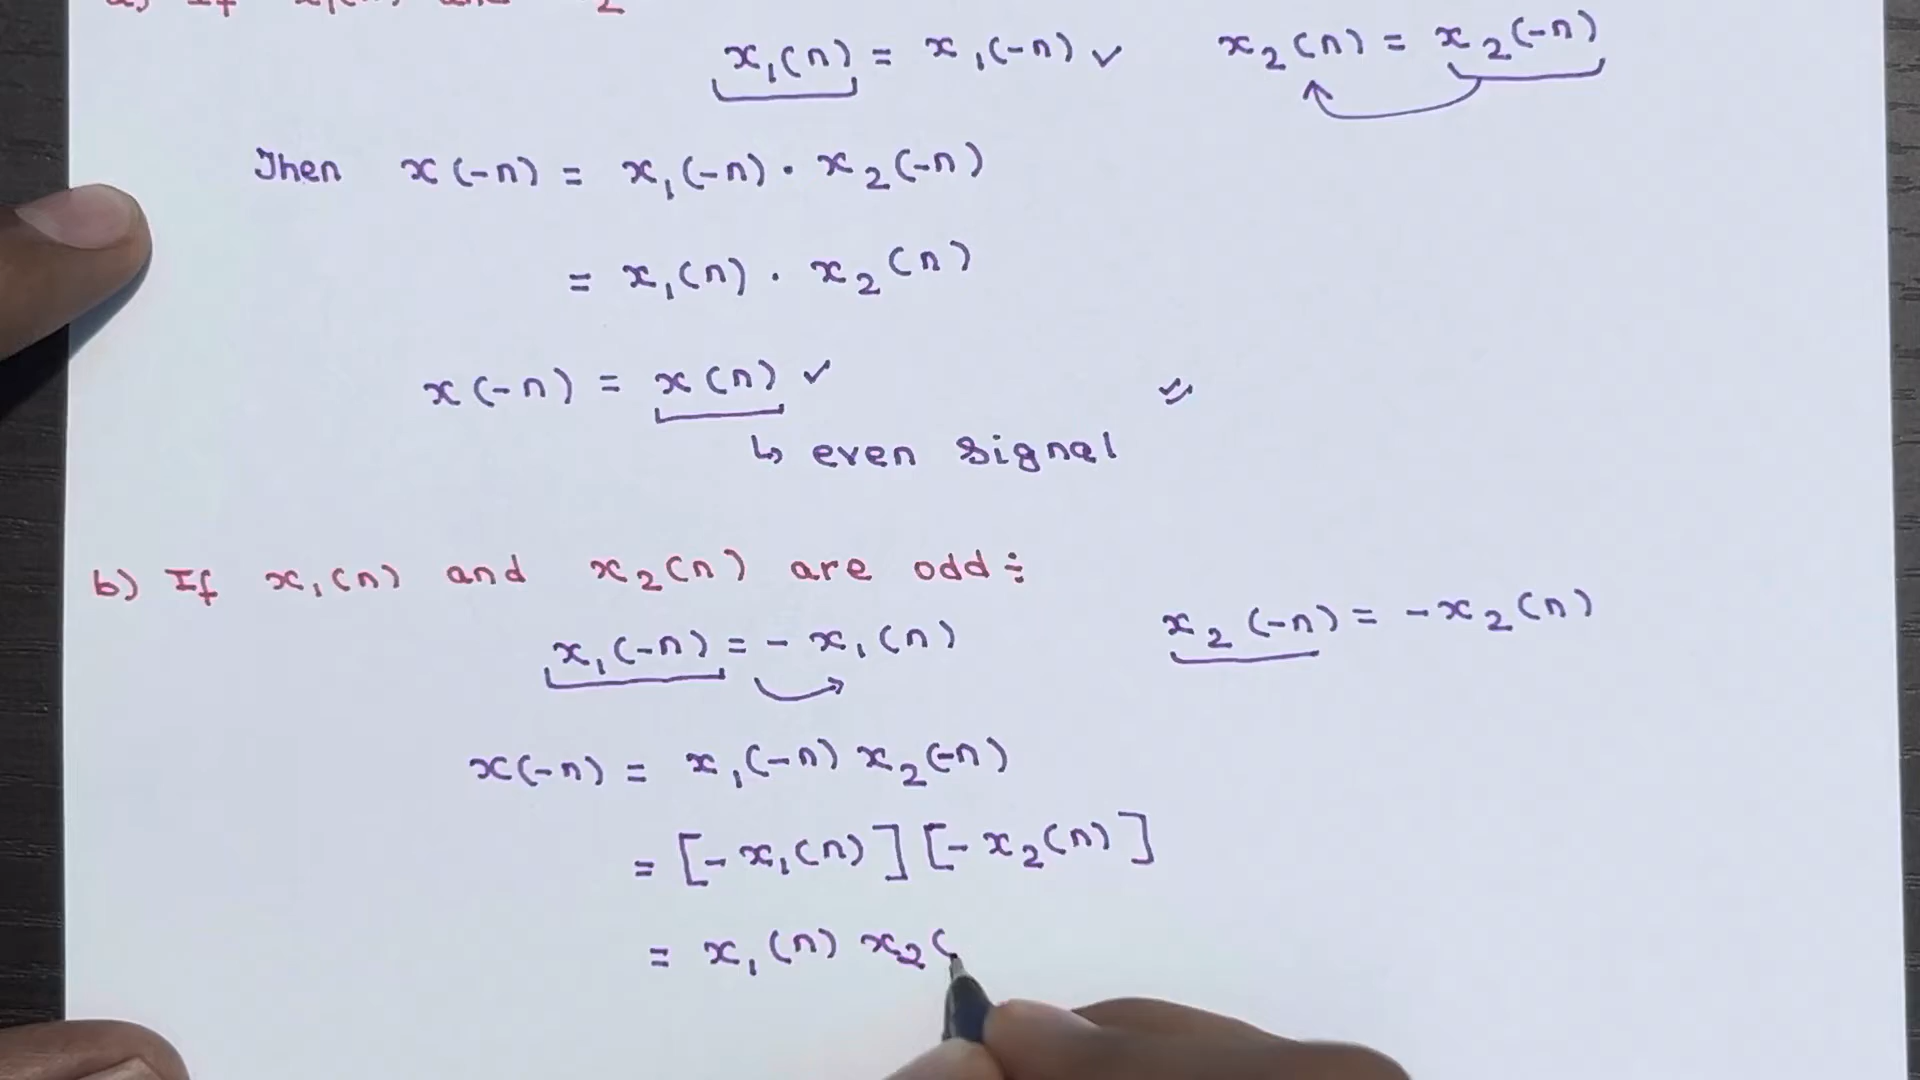 x₁(n) = x₁(-n) ✓ x₂(n) = x₂(-n)
Then x(-n) = x₁(-n) · x₂(-n)
= x₁(n) · x₂(n)
x(-n) = x(n) ✓
↳ even signal
b) If x₁(n) and x₂(n) are odd ÷
x₁(-n) = - x₁(n) x₂(-n) = -x₂(n)
x(-n) = x₁(-n) x₂(-n)
= [- x₁(n)] [- x₂(n)]
= x₁(n) x₂(